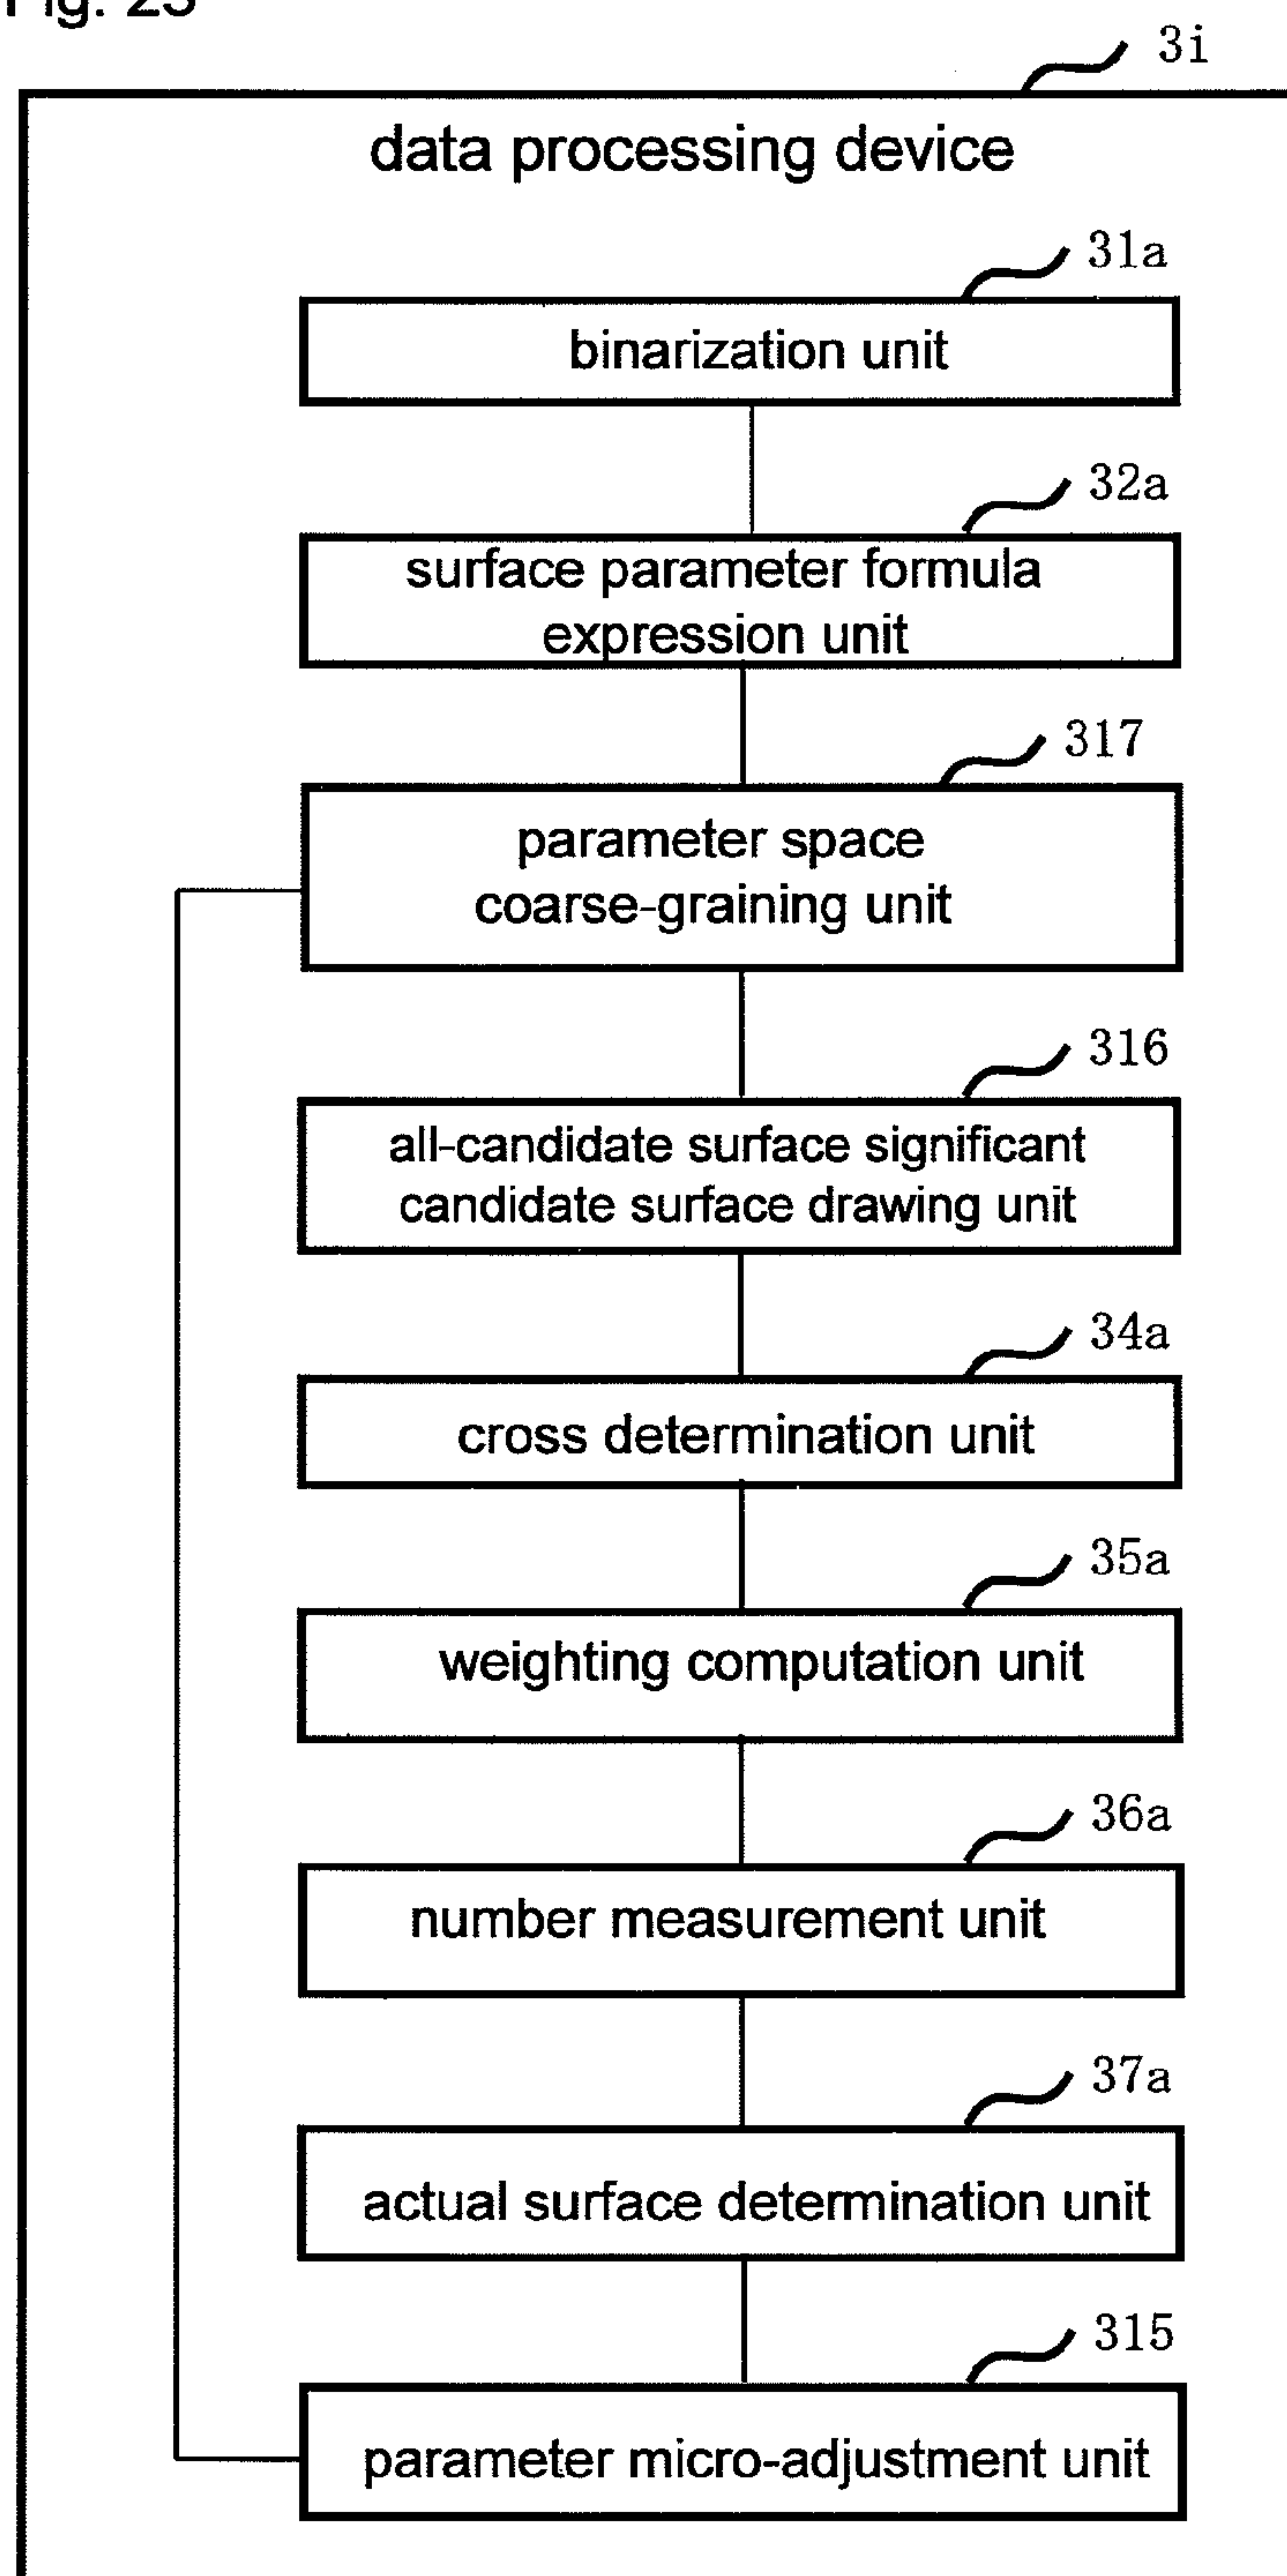 Fig. 23
3i
data processing device
31a
binarization unit
32a
surface parameter formula
expression unit
317
parameter space
coarse-graining unit
316
all-candidate surface significant
candidate surface drawing unit
34a
cross determination unit
35a
weighting computation unit
36a
number measurement unit
37a
actual surface determination unit
315
parameter micro-adjustment unit